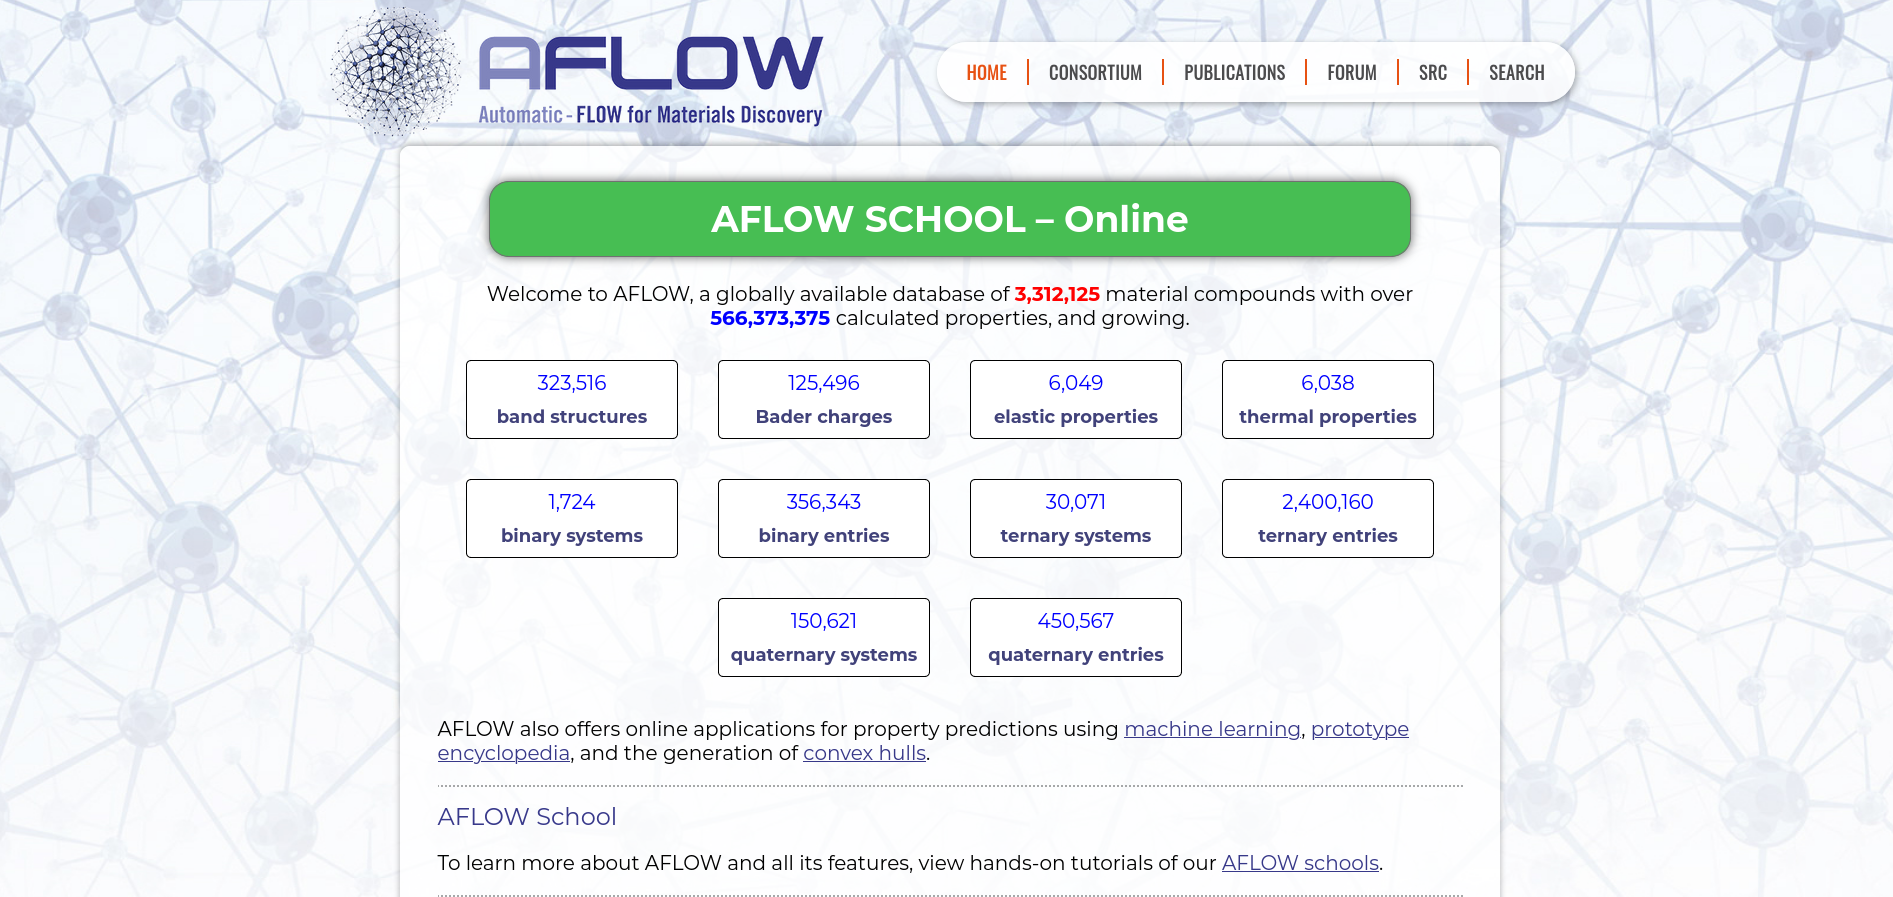 AFLOW
Automatic - FLOW for Materials Discovery
HOME
CONSORTIUM
PUBLICATIONS
FORUM
SRC
SEARCH
AFLOW SCHOOL – Online
Welcome to AFLOW, a globally available database of 3,312,125 material compounds with over
566,373,375 calculated properties, and growing.
323,516
band structures
125,496
Bader charges
6,049
elastic properties
6,038
thermal properties
1,724
binary systems
356,343
binary entries
30,071
ternary systems
2,400,160
ternary entries
150,621
quaternary systems
450,567
quaternary entries
AFLOW also offers online applications for property predictions using machine learning, prototype
encyclopedia, and the generation of convex hulls.
AFLOW School
To learn more about AFLOW and all its features, view hands-on tutorials of our AFLOW schools.